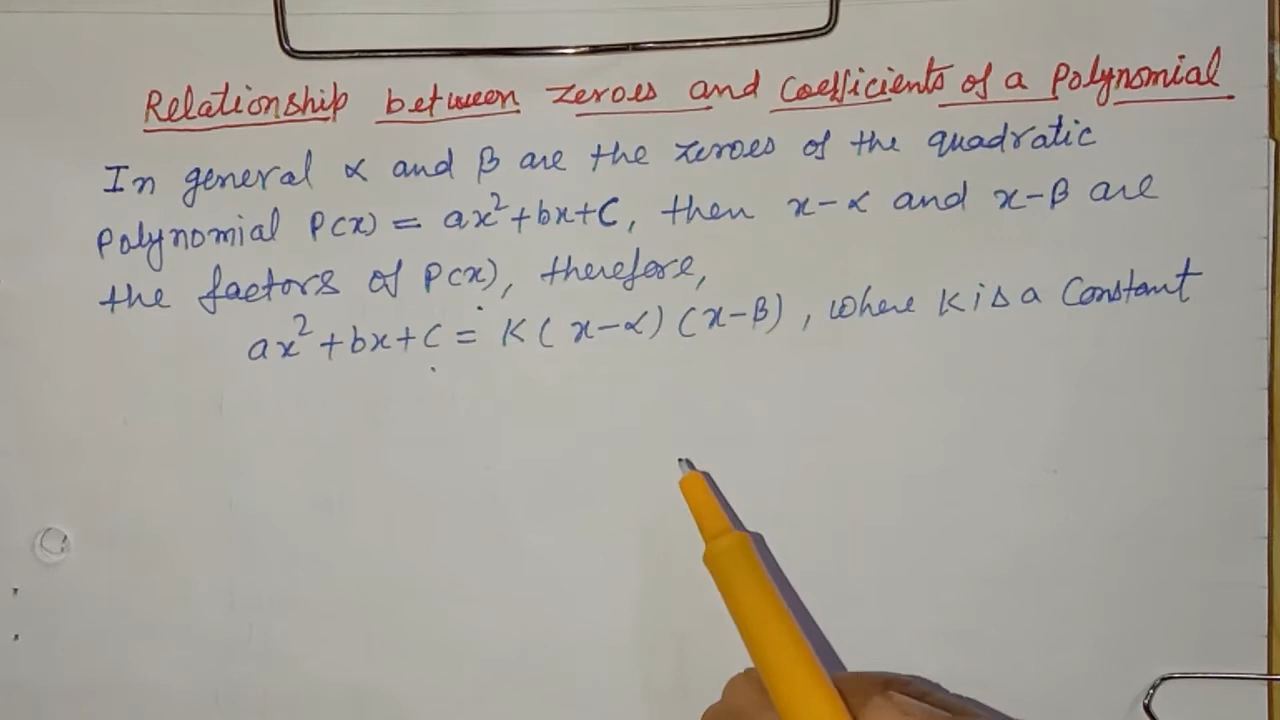 Relationship between zeroes and Coefficients of a Polynomial
In general α and β are the zeroes of the quadratic
Polynomial P(x) = ax²+bx+C, then x-α and x-β are
the factors of P(x), therefore,
ax²+bx+C = K(x-α)(x-β), where K is a Constant